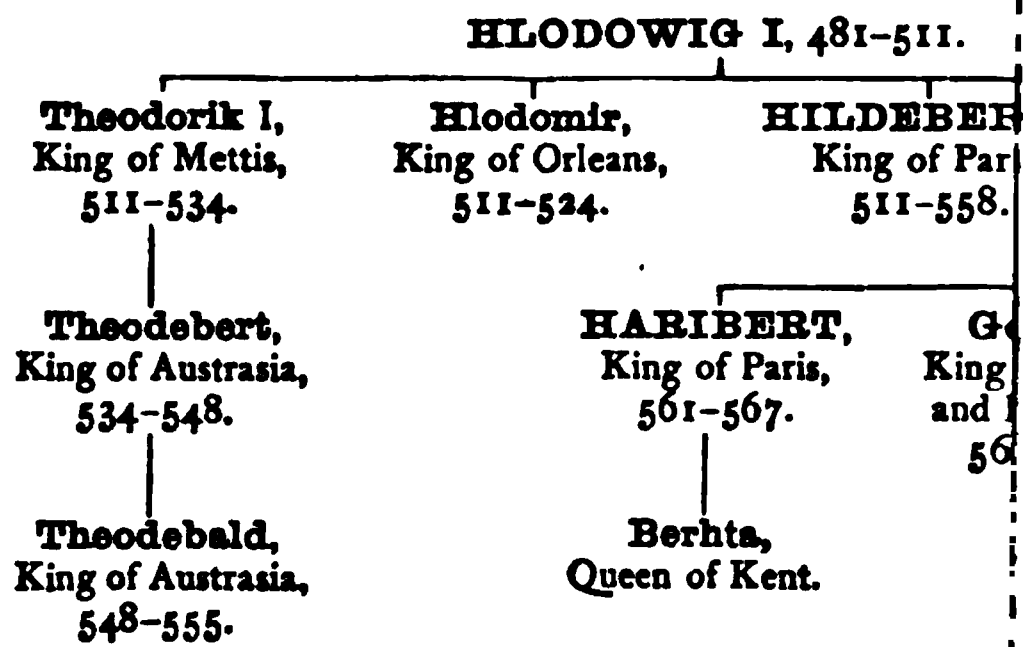 HLODOWIG I, 481–511.
Theodorik I,
King of Mettis,
511–534.
Hlodomir,
King of Orleans,
511–524.
King of
511–558.
Theodebert,
King of Austrasia,
534–548.
HARIBERT,
King of Paris,
561–567.
King
and
Theodebald,
King of Austrasia,
548–555.
Berhta,
Queen of Kent.